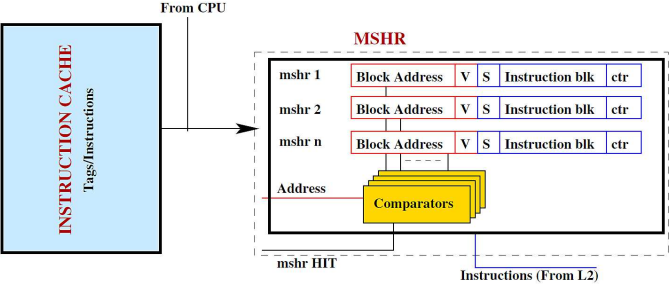 From CPU
INSTRUCTION CACHE
Tags/Instructions
MSHR
mshr 1 Block Address V S Instruction blk ctr
mshr 2 Block Address V S Instruction blk ctr
mshr n Block Address V S Instruction blk ctr
Address
Comparators
mshr HIT
Instructions (From L2)